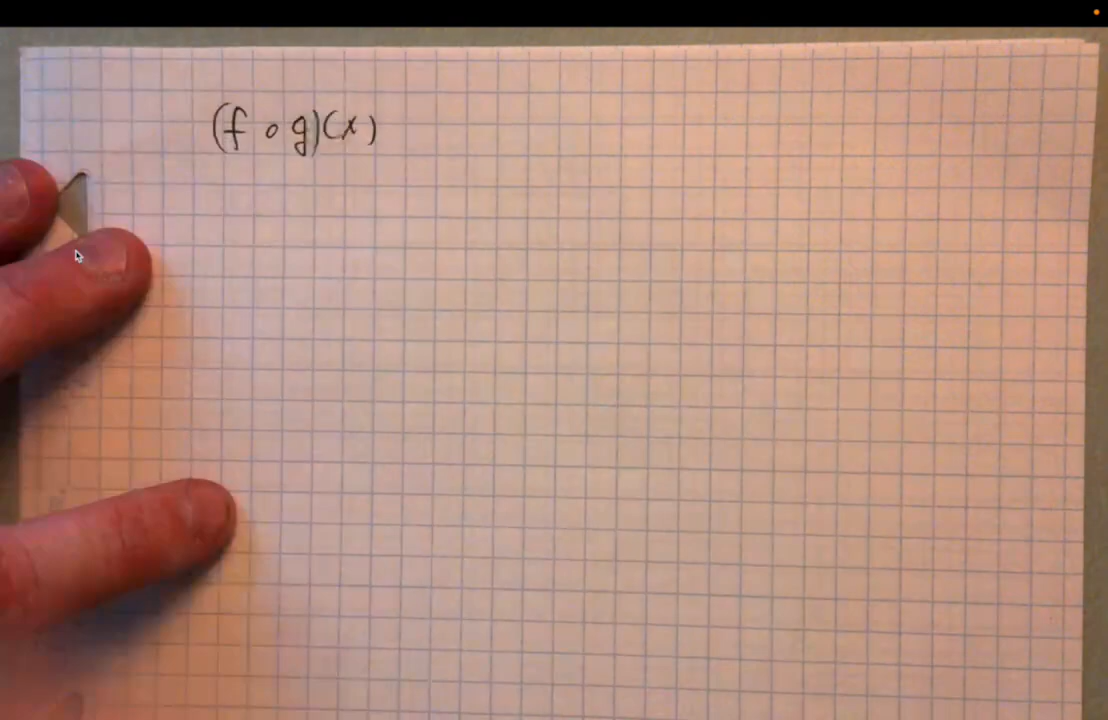 (f ∘ g)(x)